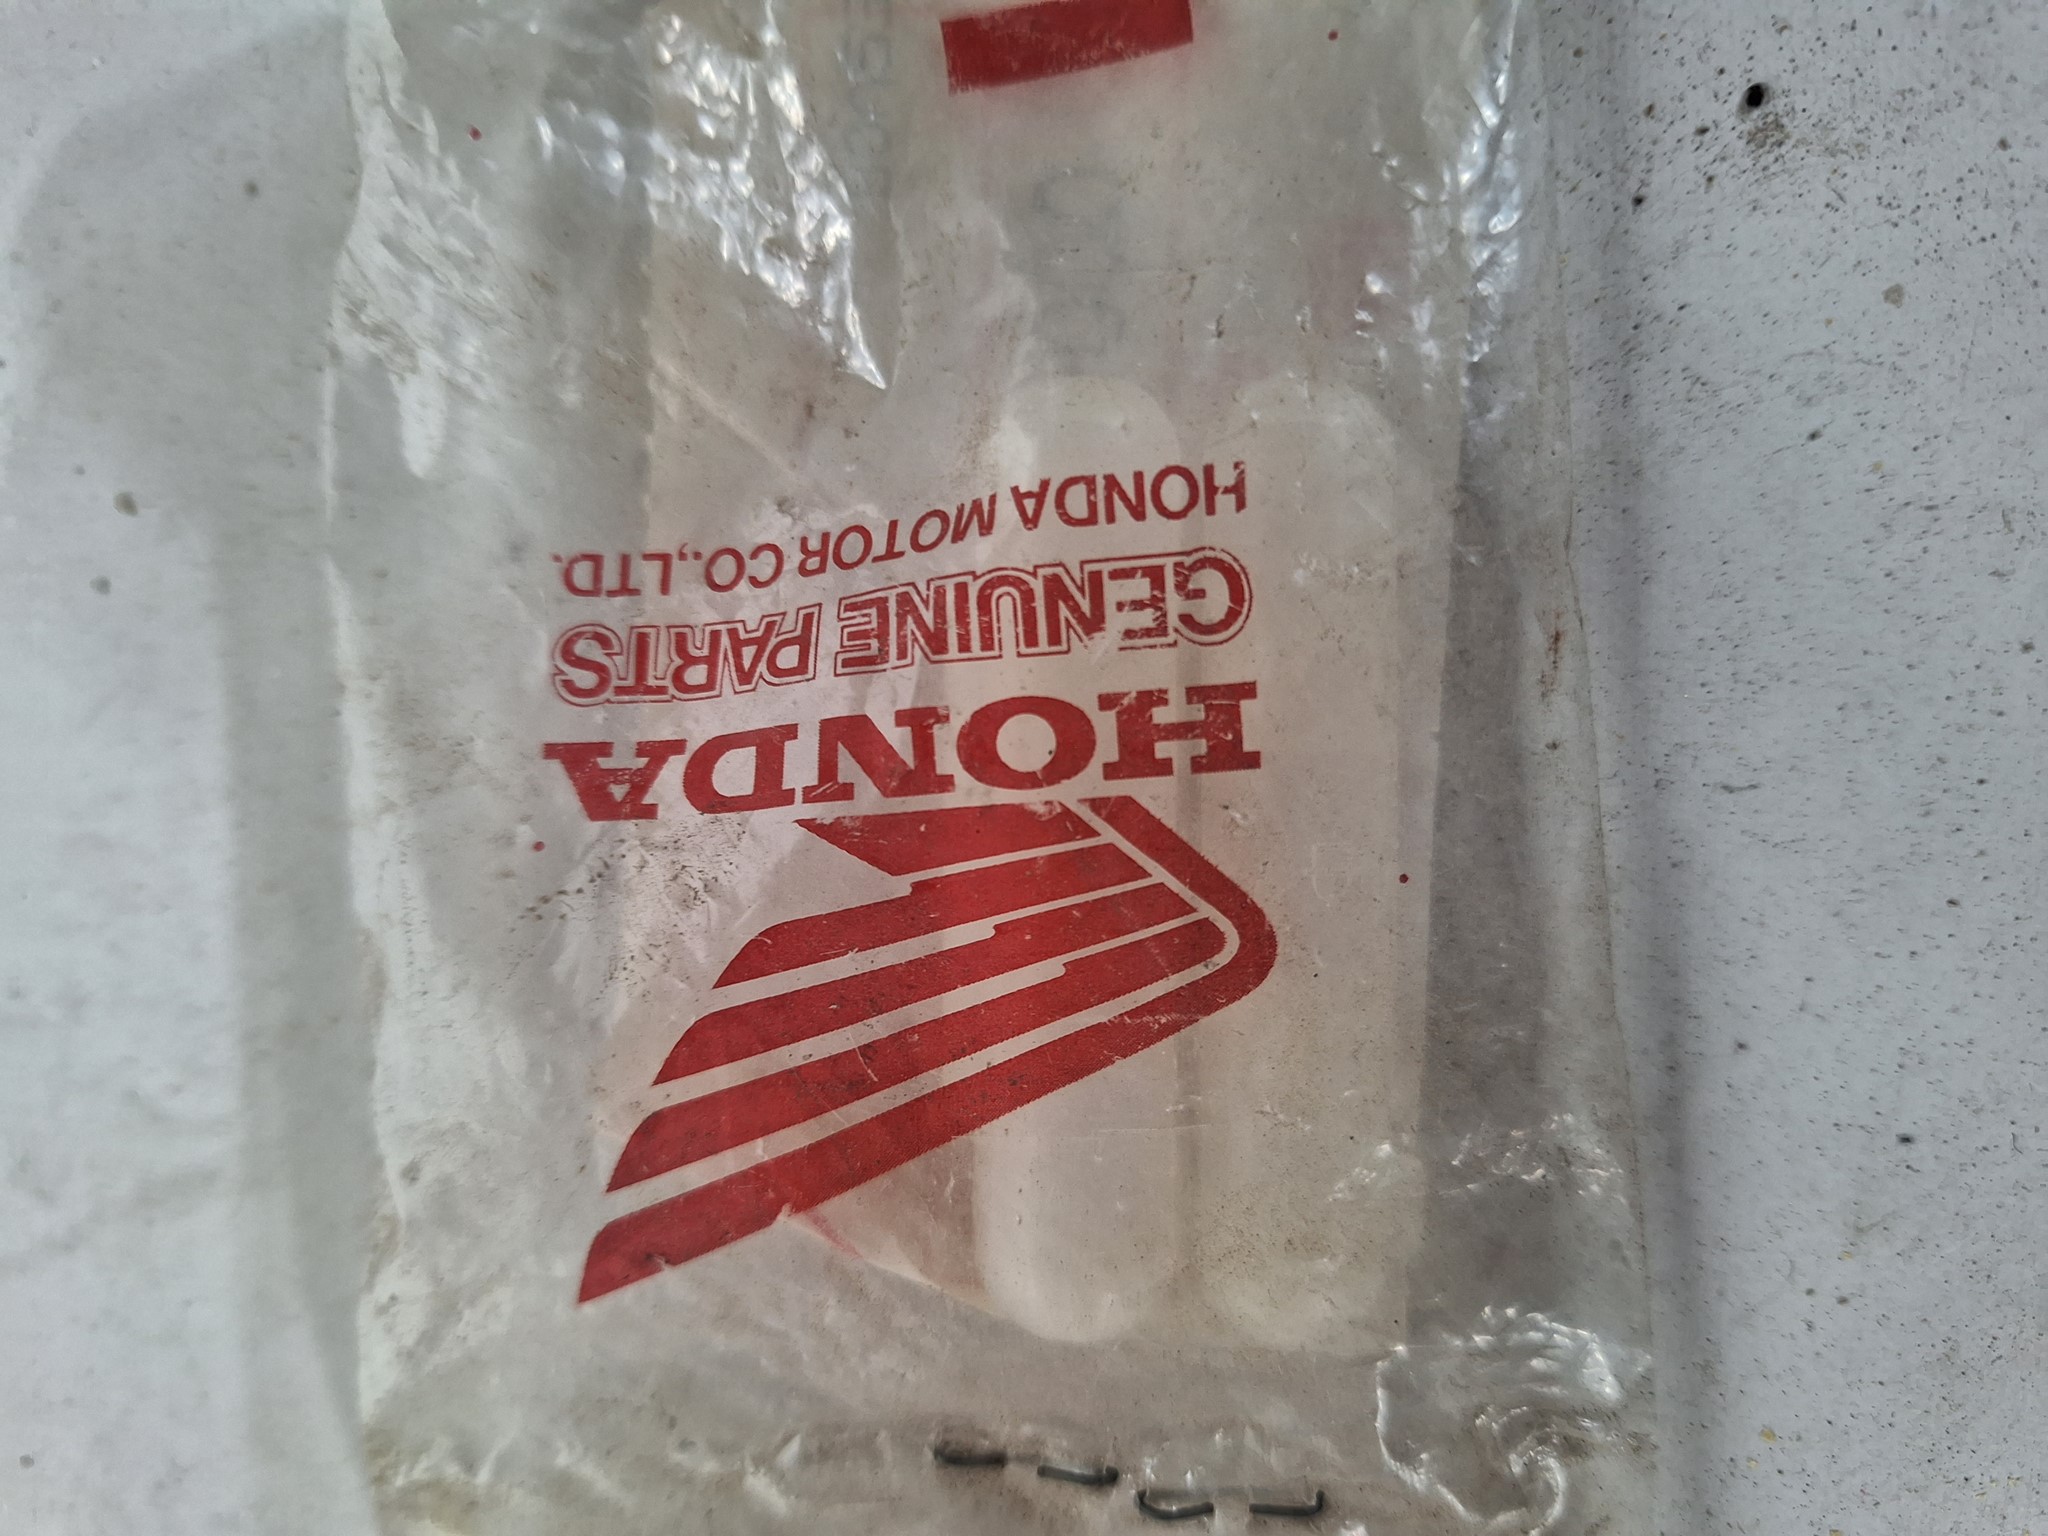 HONDA
GENUINE PARTS
HONDA MOTOR CO.,LTD.